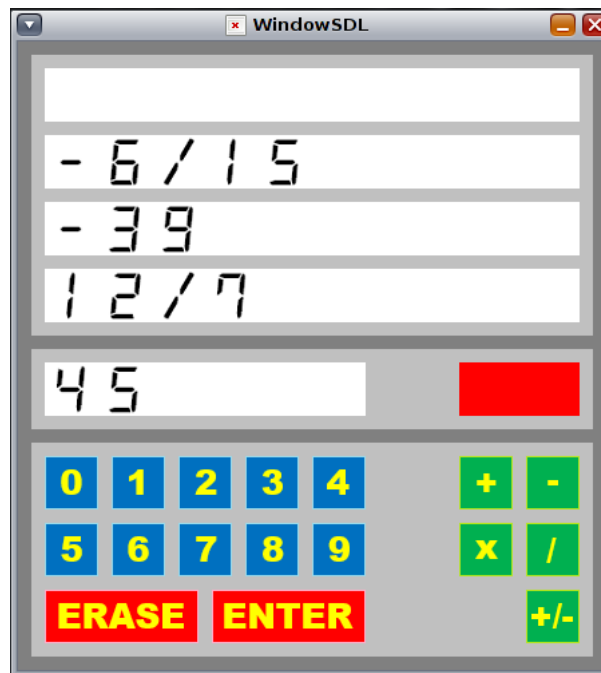 WindowSDL
- 6 / 1 5
- 3 9
1 2 / 7
4 5
0 1 2 3 4 + -
5 6 7 8 9 x /
ERASE ENTER +/-